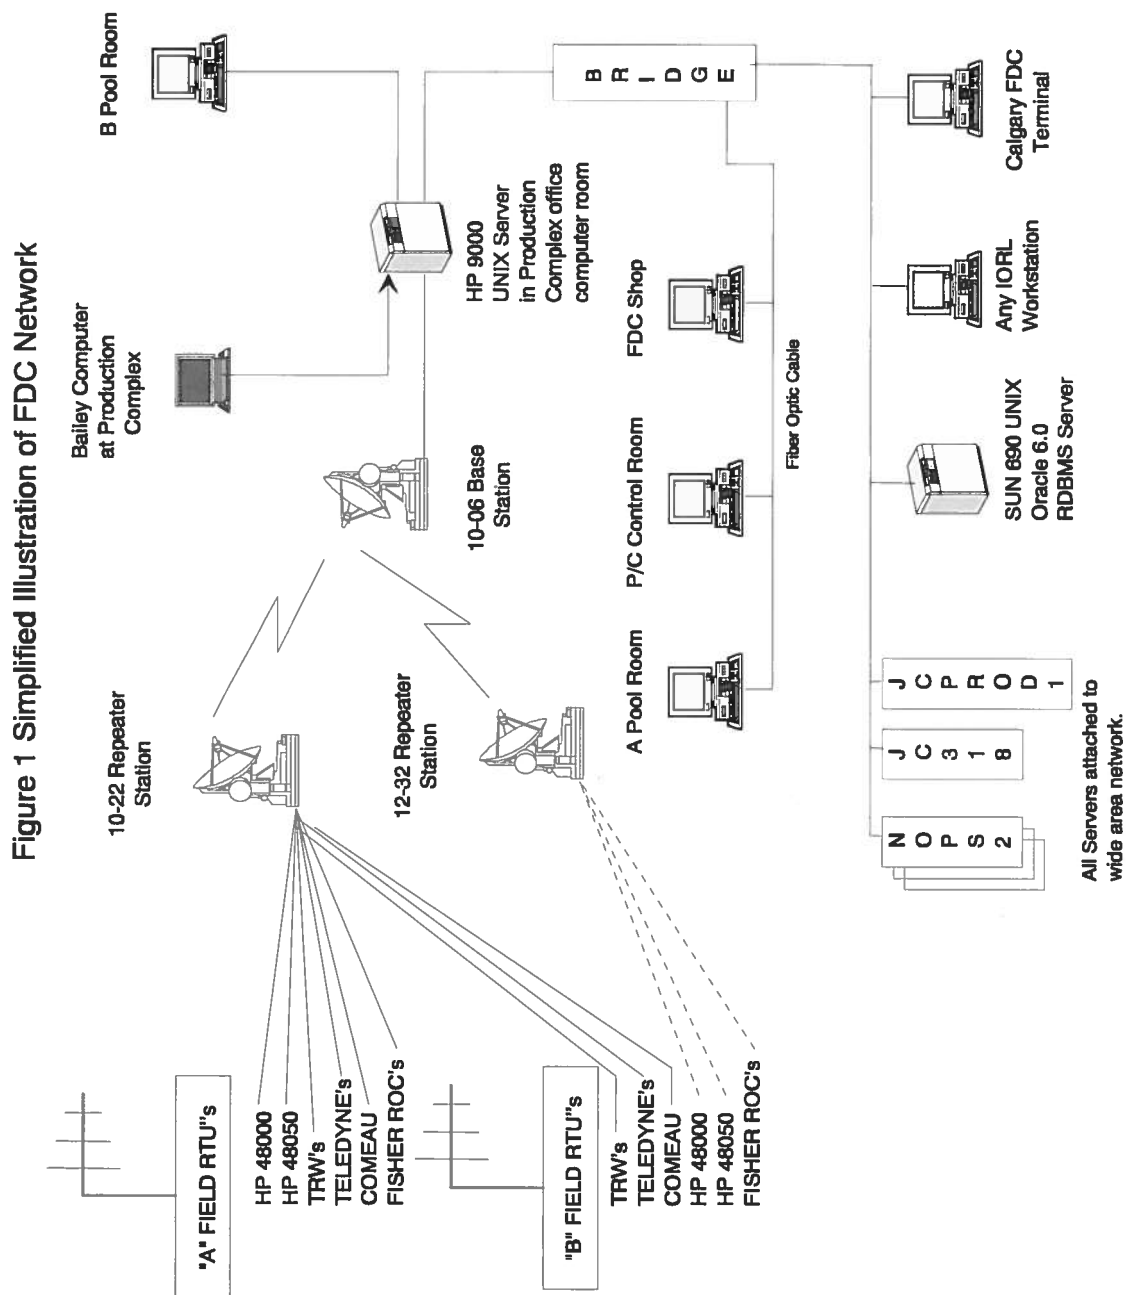 Figure 1 Simplified Illustration of FDC Network
"A" FIELD RTU"s
HP 48000
HP 48050
TRW's
TELEDYNE's
COMEAU
FISHER ROC's
"B" FIELD RTU"s
TRW's
TELEDYNE's
COMEAU
HP 48000
HP 48050
FISHER ROC's
10-22 Repeater
Station
12-32 Repeater
Station
10-06 Base
Station
Bailey Computer
at Production
Complex
B Pool Room
HP 9000
UNIX Server
in Production
Complex office
computer room
A Pool Room
P/C Control Room
FDC Shop
Fiber Optic Cable
BRIDGE
NOPS2
JC318
JCPROD1
All Servers attached to
wide area network.
SUN 690 UNIX
Oracle 6.0
RDBMS Server
Any IORL
Workstation
Calgary FDC
Terminal